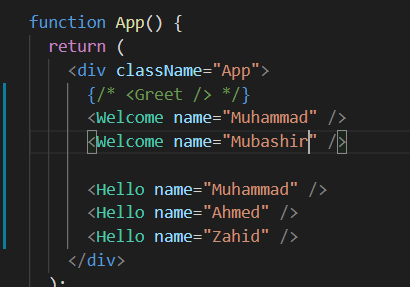 function App() {
return (
<div className="App">
{/* <Greet /> */}
<Welcome name="Muhammad" />
<Welcome name="Mubashir" />
<Hello name="Muhammad" />
<Hello name="Ahmed" />
<Hello name="Zahid" />
</div>
);